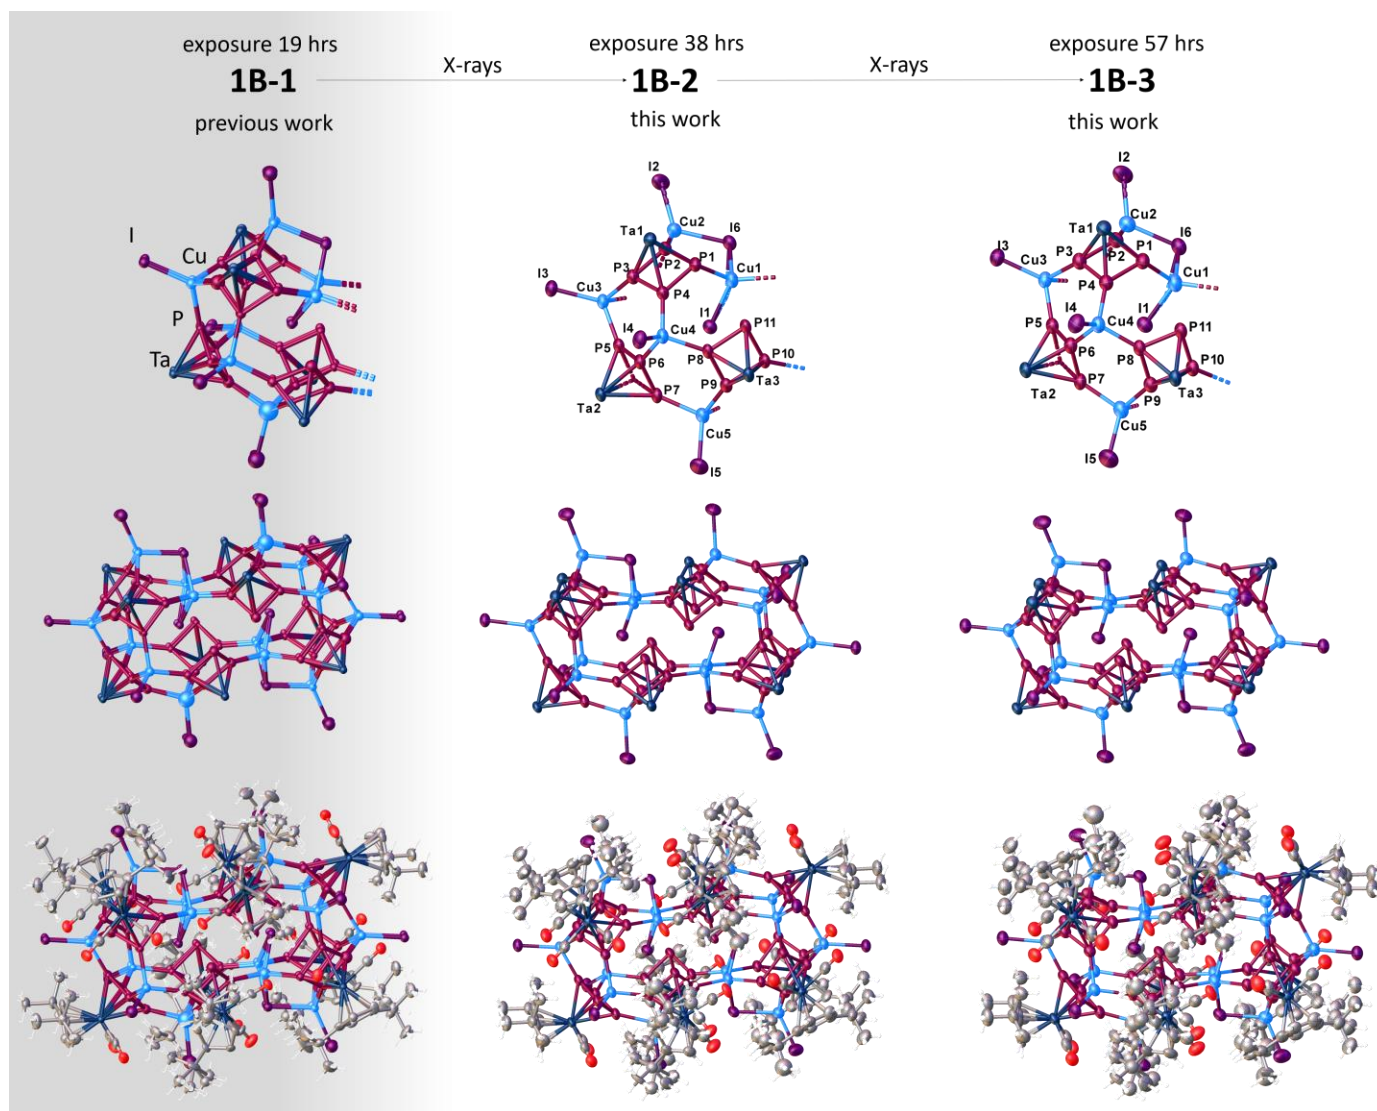 exposure 19 hrs
1B-1
previous work
X-rays
exposure 38 hrs
1B-2
this work
X-rays
exposure 57 hrs
1B-3
this work
I
Cu
P
Ta
I2
Cu2
I6
Ta1
P2
P1
P3
Cu1
I3
Cu3
P4
I1
I4
Cu4
P11
P5
P6
P8
P10
Ta3
P7
P9
Ta2
Cu5
I5
I2
Cu2
I6
Ta1
P3
P2
P1
I3
Cu3
Cu1
P4
I4
I1
P5
Cu4
P11
P6
P8
P10
Ta2
P7
Ta3
P9
Cu5
I5